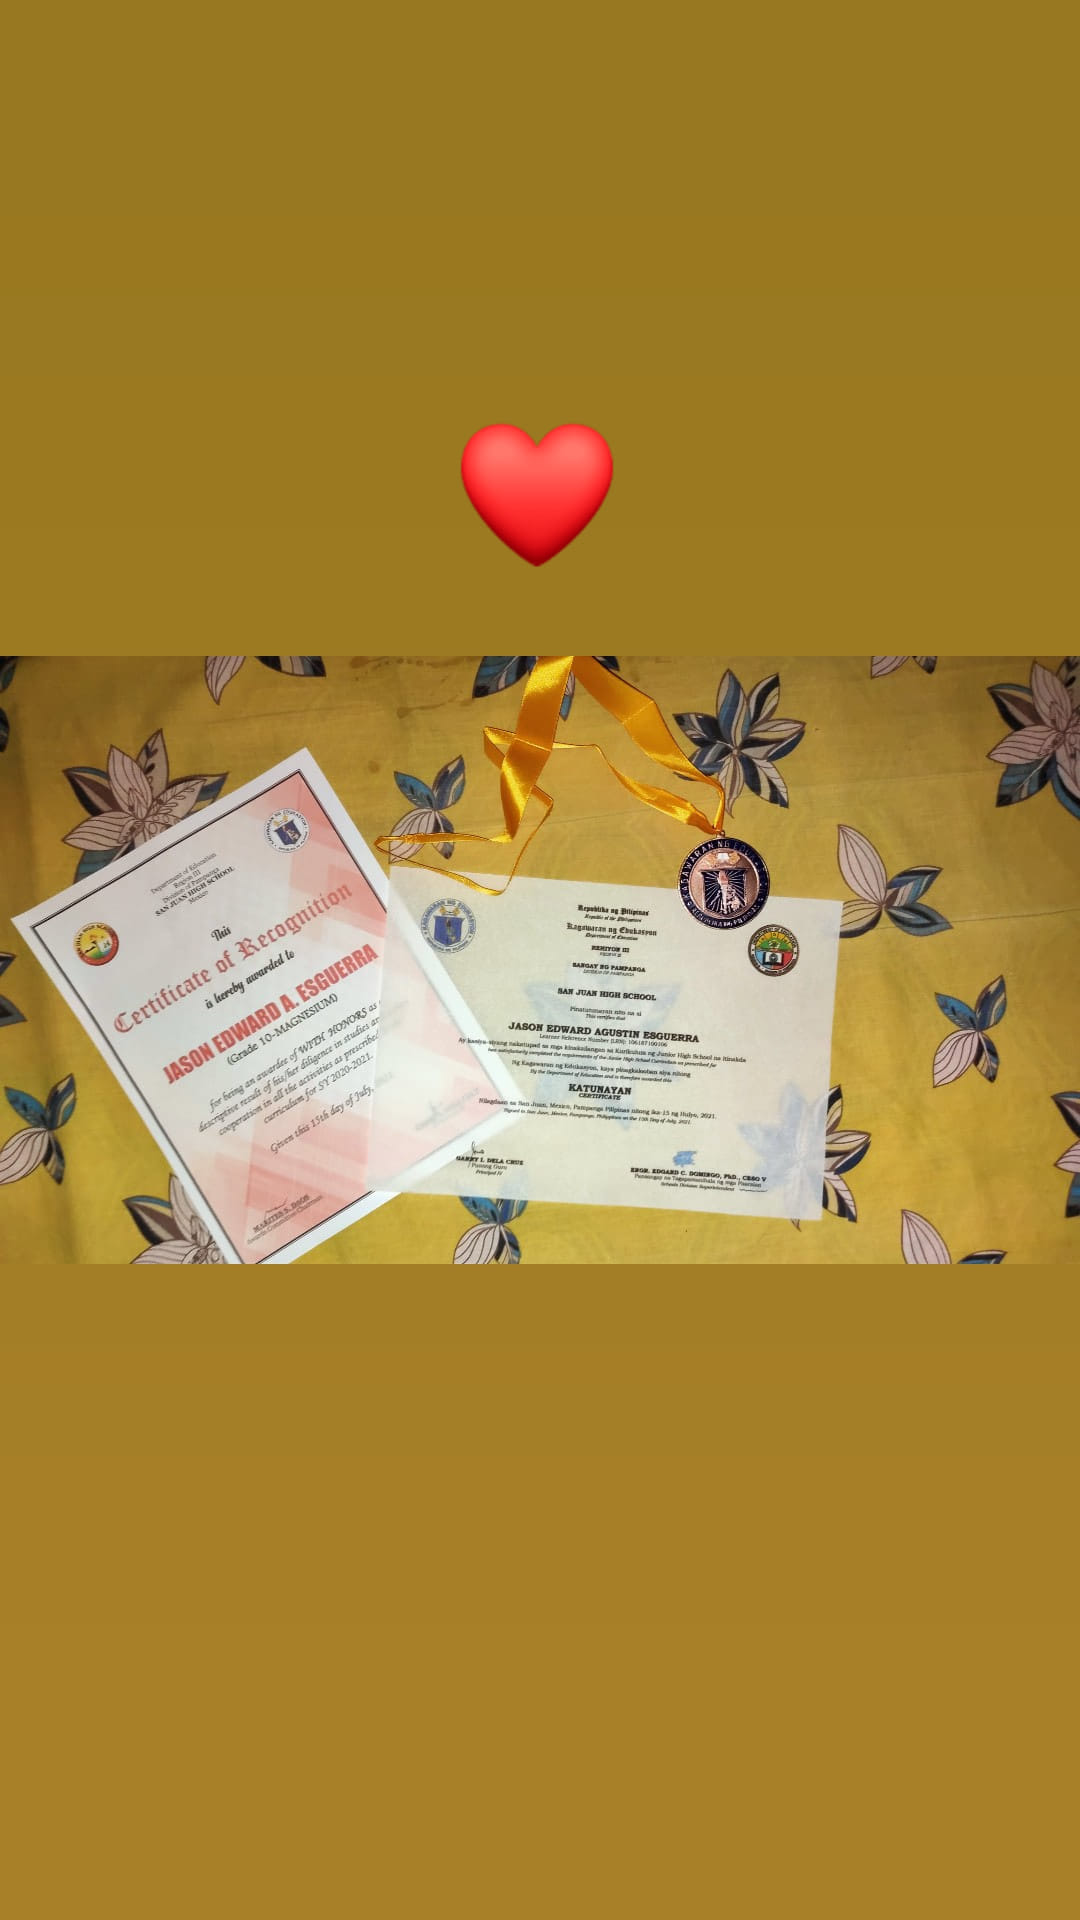 Department of Education
Region III
Division of Pampanga
SAN JUAN HIGH SCHOOL
Mexico
This
Certificate of Recognition
is hereby awarded to
JASON EDWARD A. ESGUERRA
(Grade 10-MAGNESIUM)
for being an awardee of WITH HONORS as
descriptive result of his/her diligence in studies an
cooperation in all the activities as prescribed
curriculum for SY 2020-2021.
Given this 15th day of July,
Awards Committee Chairman
Republika ng Pilipinas
Republic of the Philippines
Kagawaran ng Edukasyon
Department of Education
REHIYON III
REGION III
SANGAY NG PAMPANGA
DIVISION OF PAMPANGA
SAN JUAN HIGH SCHOOL
Pinatutunayan nito na si
This certifies that
JASON EDWARD AGUSTIN ESGUERRA
Learner Reference Number (LRN): 106187100106
Ay kasiya-siyang nakatupad sa mga kinakailangan sa Kurikulum ng Junior High School na itinakda
has satisfactorily completed the requirements of the Junior High School Curriculum as prescribed for
Ng Kagawaran ng Edukasyon, kaya pinagkalooban siya nitong
By the Department of Education and is therefore awarded this
KATUNAYAN
CERTIFICATE
Nilagdaan sa San Juan, Mexico, Pampanga Pilipinas nitong ika-15 ng Hulyo, 2021.
Signed in San Juan, Mexico, Pampanga, Philippines on the 15th Day of July, 2021.
GARRY I. DELA CRUZ
Punong Guro
Principal IV
ENGR. EDGARD C. DOMINGO, PhD., CESO V
Pansangay na Tagapamanihala ng mga Paaralan
Schools Division Superintendent